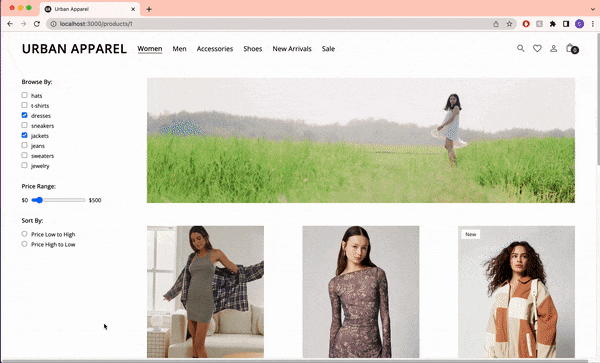 Urban Apparel
localhost:3000/products/1
URBAN APPAREL
Women
Men
Accessories
Shoes
New Arrivals
Sale
0
Browse By:
hats
t-shirts
dresses
sneakers
jackets
jeans
sweaters
jewelry
Price Range:
$0
$500
Sort By:
Price Low to High
Price High to Low
New